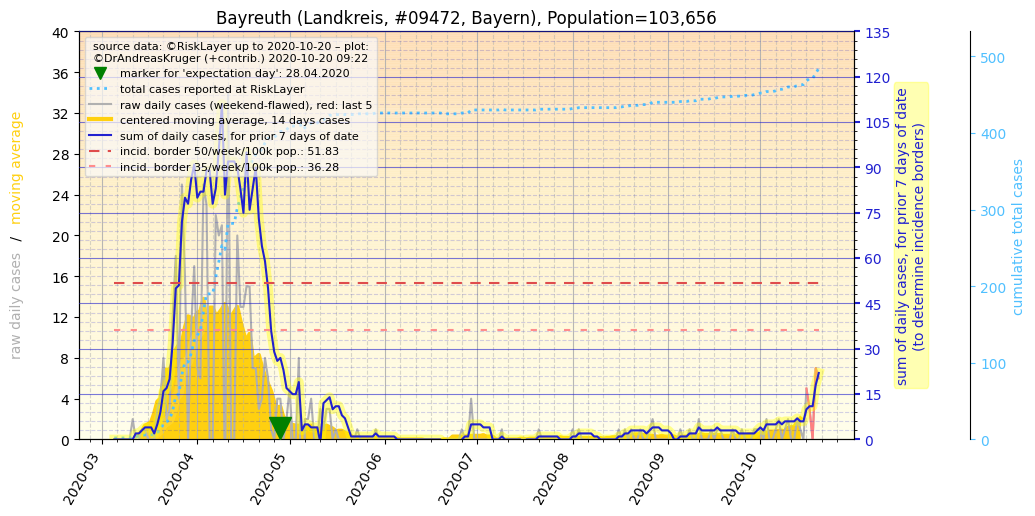 Bayreuth (Landkreis, #09472, Bayern), Population=103,656
source data: ©RiskLayer up to 2020-10-20 – plot:
©DrAndreasKruger (+contrib.) 2020-10-20 09:22
marker for 'expectation day': 28.04.2020
total cases reported at RiskLayer
raw daily cases (weekend-flawed), red: last 5
centered moving average, 14 days cases
sum of daily cases, for prior 7 days of date
incid. border 50/week/100k pop.: 51.83
incid. border 35/week/100k pop.: 36.28
raw daily cases / moving average
40
36
32
28
24
20
16
12
8
4
0
135
120
105
90
75
60
45
30
15
0
sum of daily cases, for prior 7 days of date
(to determine incidence borders)
500
400
300
200
100
0
cumulative total cases
2020-03
2020-04
2020-05
2020-06
2020-07
2020-08
2020-09
2020-10